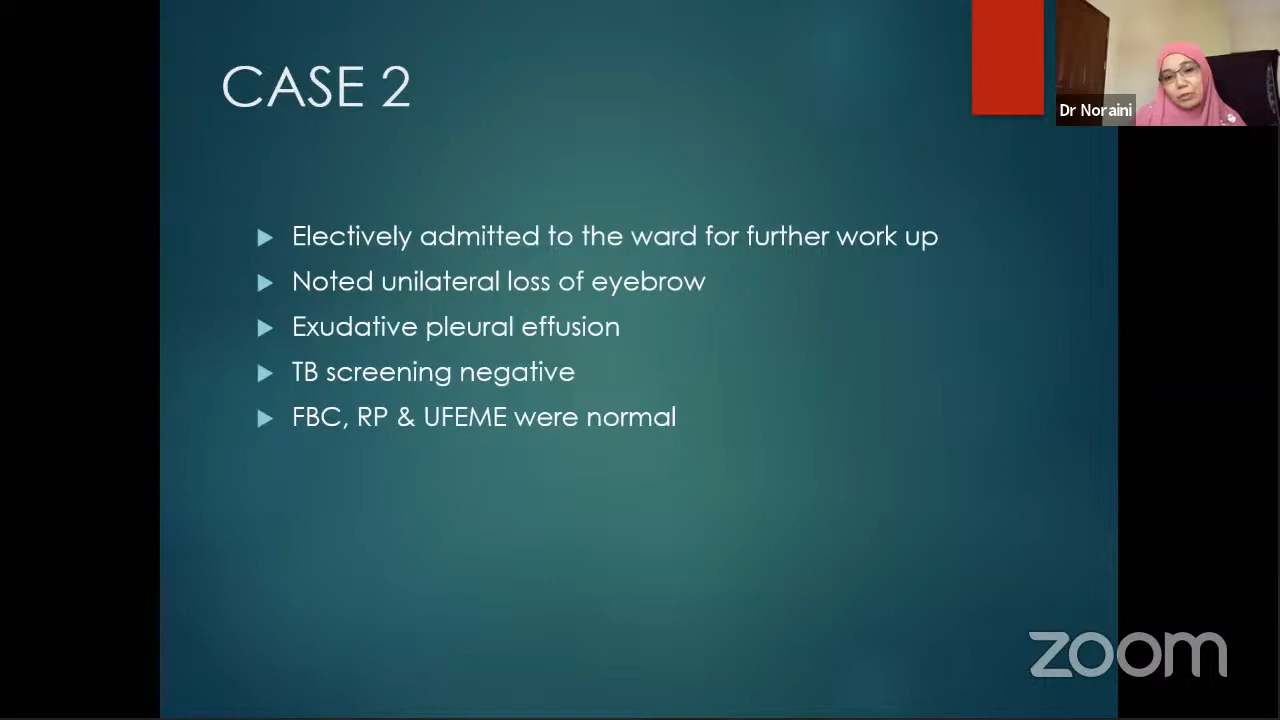 CASE 2
Dr Noraini
Electively admitted to the ward for further work up
Noted unilateral loss of eyebrow
Exudative pleural effusion
TB screening negative
FBC, RP & UFEME were normal
zoom